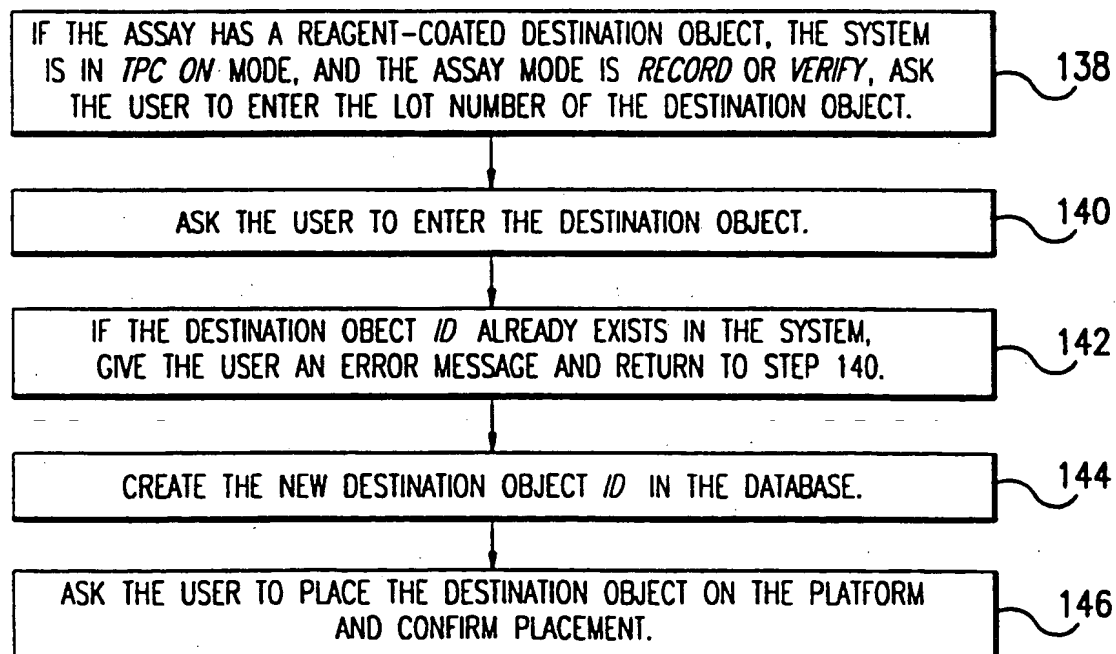 IF THE ASSAY HAS A REAGENT-COATED DESTINATION OBJECT, THE SYSTEM
IS IN TPC ON MODE, AND THE ASSAY MODE IS RECORD OR VERIFY, ASK
THE USER TO ENTER THE LOT NUMBER OF THE DESTINATION OBJECT.
138
ASK THE USER TO ENTER THE DESTINATION OBJECT.
140
IF THE DESTINATION OBECT ID ALREADY EXISTS IN THE SYSTEM,
GIVE THE USER AN ERROR MESSAGE AND RETURN TO STEP 140.
142
CREATE THE NEW DESTINATION OBJECT ID IN THE DATABASE.
144
ASK THE USER TO PLACE THE DESTINATION OBJECT ON THE PLATFORM
AND CONFIRM PLACEMENT.
146